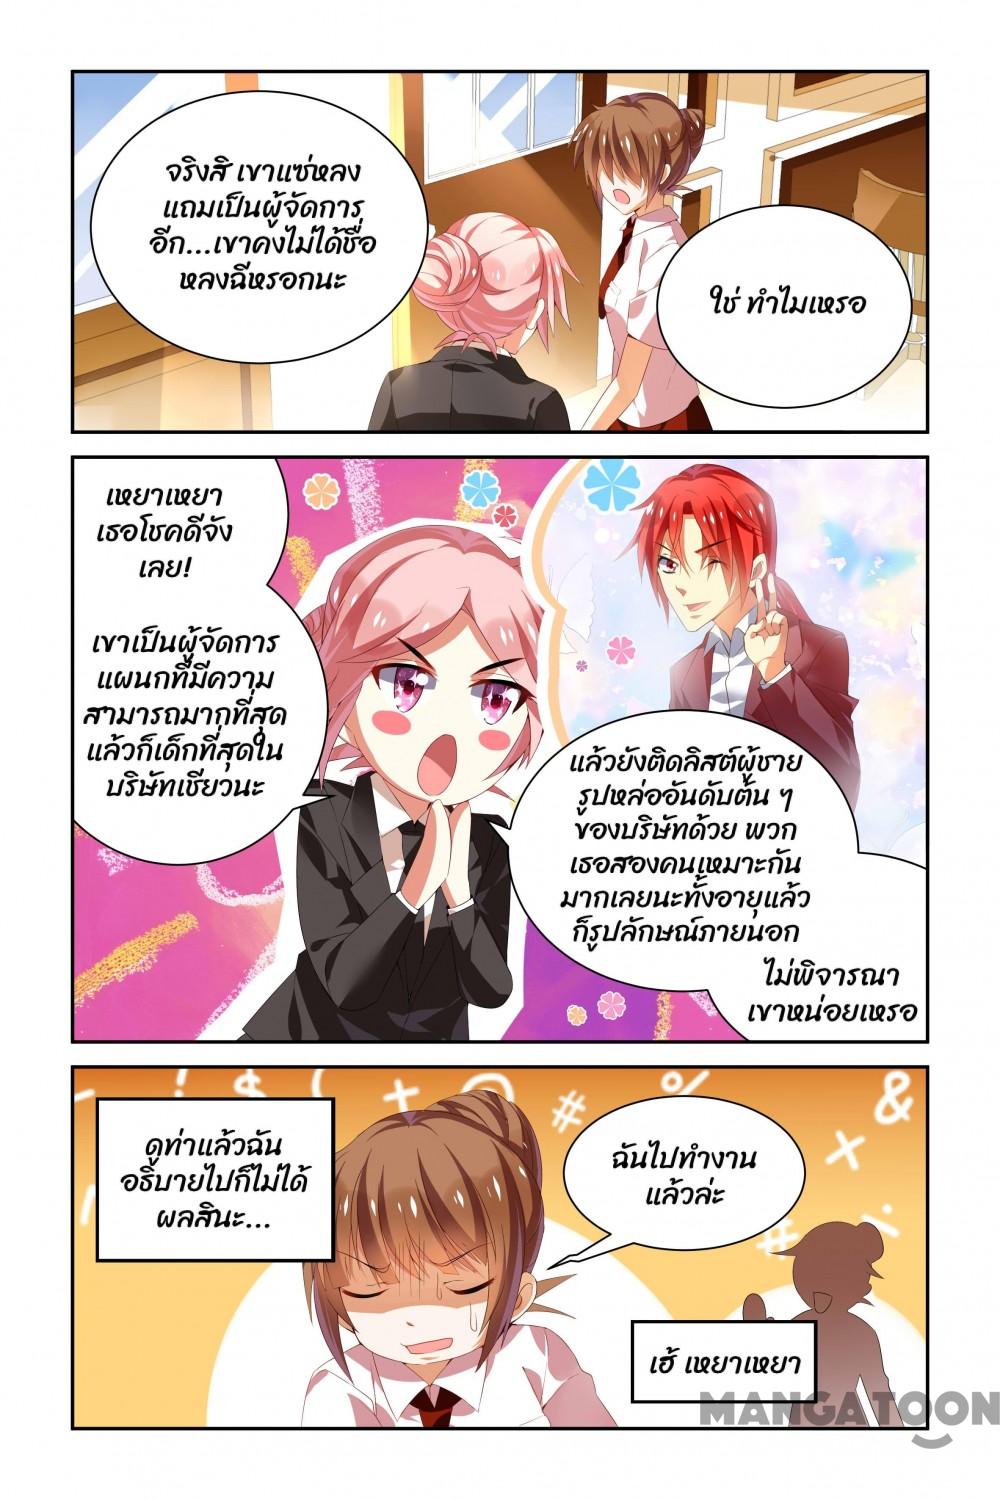 จริงสิ เขาแซ่หลง
แถมเป็นผู้จัดการ
อีก...เขาคงไม่ได้ชื่อ
หลงฉีหรอกนะ
ใช่ ทำไมเหรอ
เหยาเหยา
เธอโชคดีจัง
เลย!
เขาเป็นผู้จัดการ
แผนกที่มีความ
สามารถมากที่สุด
แล้วก็เด็กที่สุดใน
บริษัทเชียวนะ
แล้วยังติดลิสต์ผู้ชาย
รูปหล่ออันดับต้น ๆ
ของบริษัทด้วย พวก
เธอสองคนเหมาะกัน
มากเลยนะทั้งอายุแล้ว
ก็รูปลักษณ์ภายนอก
ไม่พิจารณา
เขาหน่อยเหรอ
ดูท่าแล้วฉัน
อธิบายไปก็ไม่ได้
ผลสินะ...
ฉันไปทำงาน
แล้วล่ะ
เฮ้ เหยาเหยา
MANGATOON